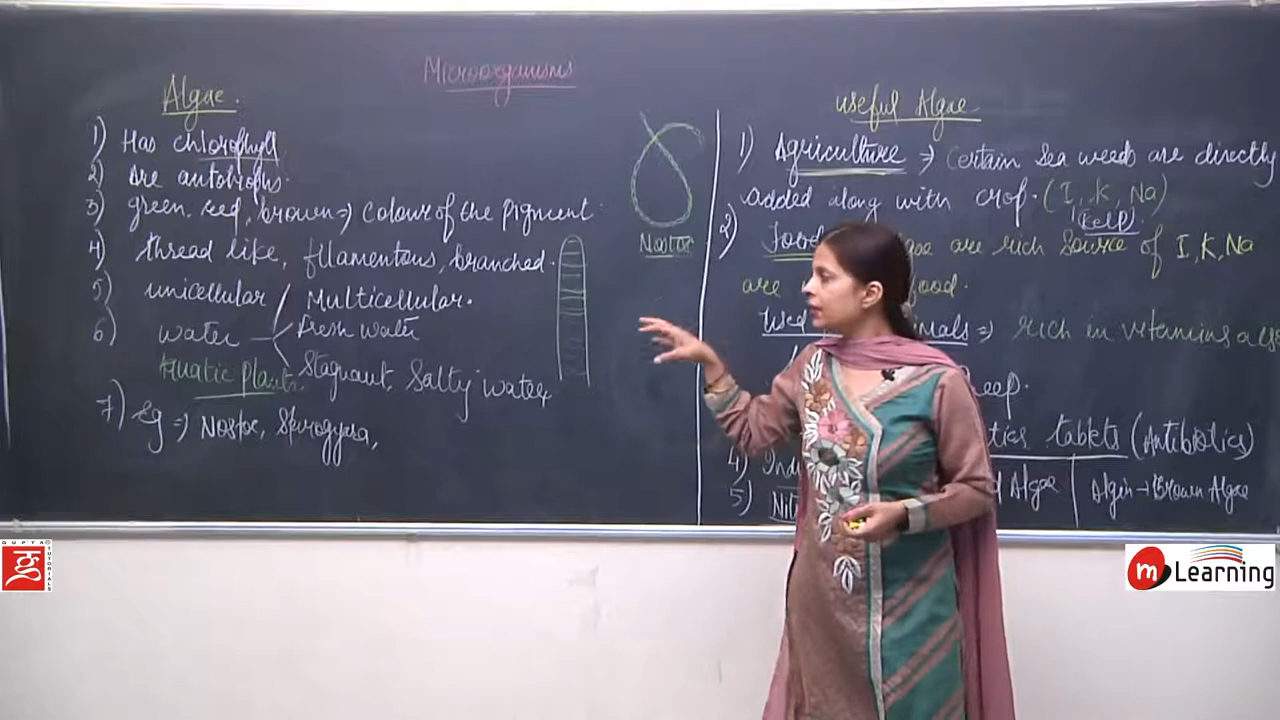 Microorganisms
Algae.
1) Has chlorophyll
2) Are autotrophs.
3) green, red, brown ⇒ colour of the pigment.
4) thread like, filamentous, branched.
5) unicellular / Multicellular.
6) water – Fresh water
Stagnant, Salty water
Aquatic plants.
7) Eg ⇒ Nostoc, Spirogyra,
Nostoc
useful Algae
1) Agriculture ⇒ Certain Sea weeds are directly
added along with crop. (I, K, Na)
(kelp)
2) Food are rich source of I, K, Na
are food.
Used ⇒ rich in vitamins
tablets (Antibiotics)
4)
5) Algae Algin → Brown Algae
GUPTA TUTORIALS
m Learning